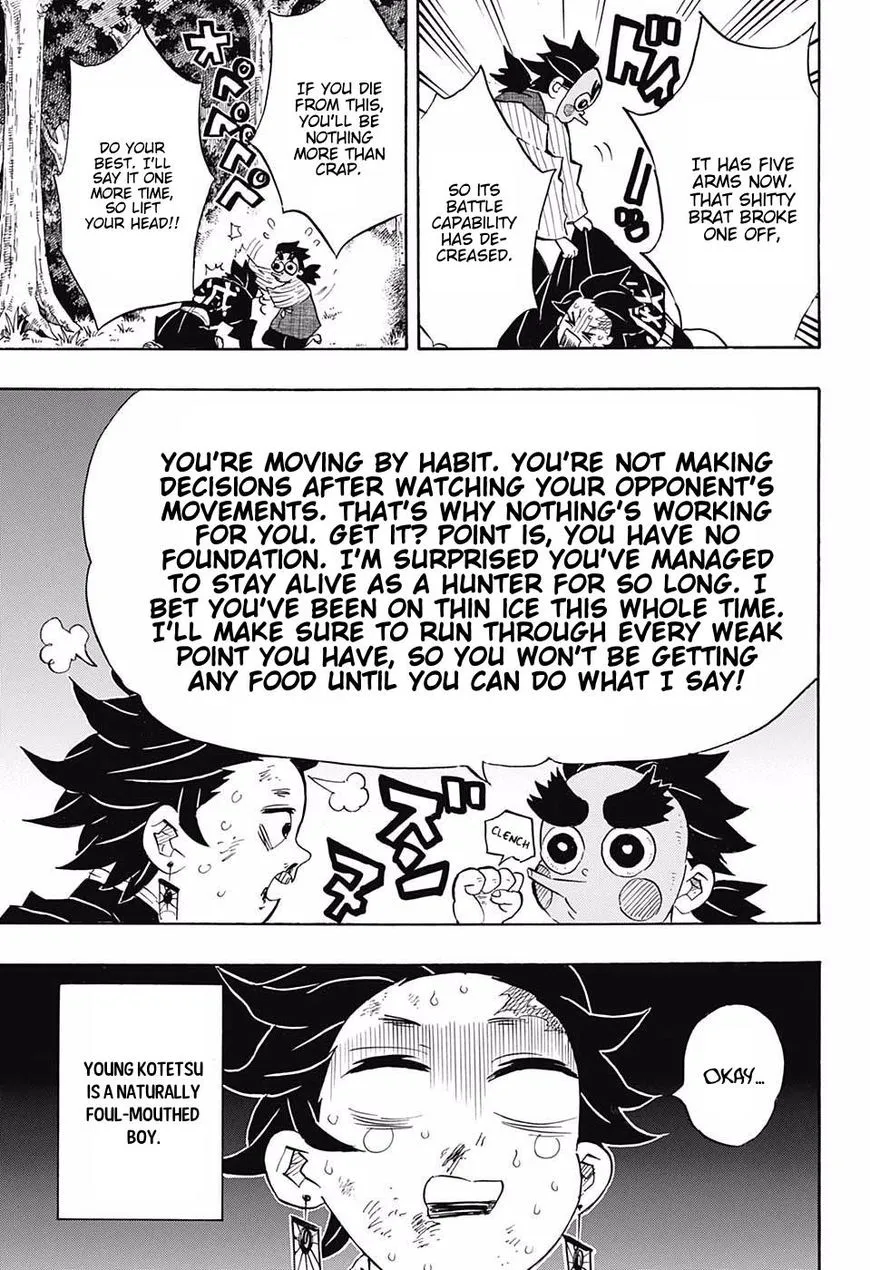 IT HAS FIVE
ARMS NOW.
THAT SHITTY
BRAT BROKE
ONE OFF,
SO ITS
BATTLE
CAPABILITY
HAS DE-
CREASED.
ドドン
IF YOU DIE
FROM THIS,
YOU'LL BE
NOTHING
MORE THAN
CRAP.
DO YOUR
BEST. I'LL
SAY IT ONE
MORE TIME,
SO LIFT
YOUR HEAD!!
YOU'RE MOVING BY HABIT. YOU'RE NOT MAKING
DECISIONS AFTER WATCHING YOUR OPPONENT'S
MOVEMENTS. THAT'S WHY NOTHING'S WORKING
FOR YOU. GET IT? POINT IS, YOU HAVE NO
FOUNDATION. I'M SURPRISED YOU'VE MANAGED
TO STAY ALIVE AS A HUNTER FOR SO LONG. I
BET YOU'VE BEEN ON THIN ICE THIS WHOLE TIME.
I'LL MAKE SURE TO RUN THROUGH EVERY WEAK
POINT YOU HAVE, SO YOU WON'T BE GETTING
ANY FOOD UNTIL YOU CAN DO WHAT I SAY!
CLENCH
OKAY...
YOUNG KOTETSU
IS A NATURALLY
FOUL-MOUTHED
BOY.